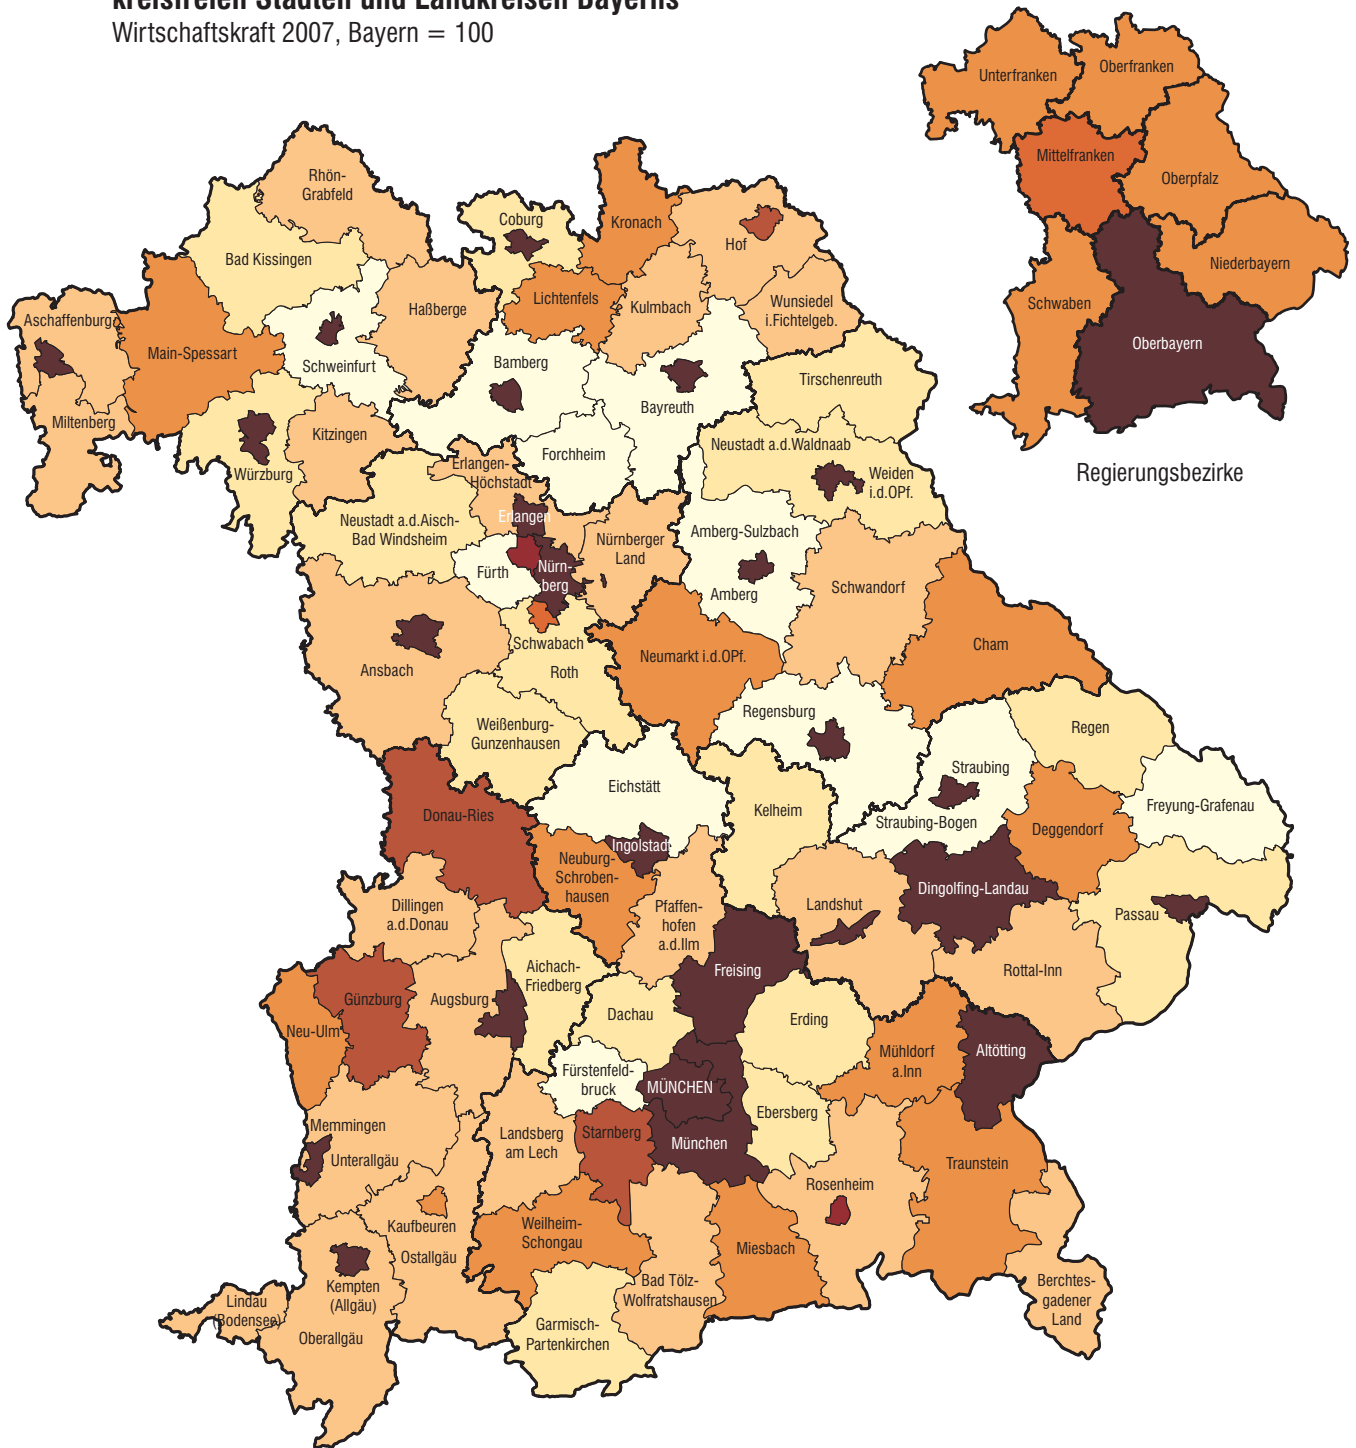 kreisfreien Städten und Landkreisen Bayerns
Wirtschaftskraft 2007, Bayern = 100
Unterfranken
Oberfranken
Mittelfranken
Oberpfalz
Niederbayern
Schwaben
Oberbayern
Regierungsbezirke
Rhön-
Grabfeld
Coburg
Kronach
Hof
Bad Kissingen
Lichtenfels
Kulmbach
Wunsiedel
i.Fichtelgeb.
Haßberge
Aschaffenburg
Main-Spessart
Schweinfurt
Bamberg
Bayreuth
Tirschenreuth
Miltenberg
Kitzingen
Würzburg
Forchheim
Neustadt a.d.Waldnaab
Weiden
i.d.OPf.
Erlangen-
Höchstadt
Erlangen
Neustadt a.d.Aisch-
Bad Windsheim
Nürnberger
Land
Amberg-Sulzbach
Amberg
Fürth
Nürn-
berg
Schwandorf
Schwabach
Roth
Ansbach
Neumarkt i.d.OPf.
Cham
Weißenburg-
Gunzenhausen
Regensburg
Regen
Straubing
Eichstätt
Donau-Ries
Kelheim
Straubing-Bogen
Deggendorf
Freyung-Grafenau
Ingolstadt
Neuburg-
Schroben-
hausen
Dingolfing-Landau
Dillingen
a.d.Donau
Pfaffen-
hofen
a.d.Ilm
Landshut
Passau
Rottal-Inn
Freising
Aichach-
Friedberg
Günzburg
Augsburg
Dachau
Erding
Neu-Ulm
Mühldorf
a.Inn
Altötting
Fürstenfeld-
bruck
MÜNCHEN
Ebersberg
Memmingen
Unterallgäu
Landsberg
am Lech
Starnberg
München
Traunstein
Rosenheim
Kaufbeuren
Ostallgäu
Weilheim-
Schongau
Miesbach
Kempten
(Allgäu)
Bad Tölz-
Wolfratshausen
Berchtes-
gadener
Land
Lindau
(Bodensee)
Oberallgäu
Garmisch-
Partenkirchen